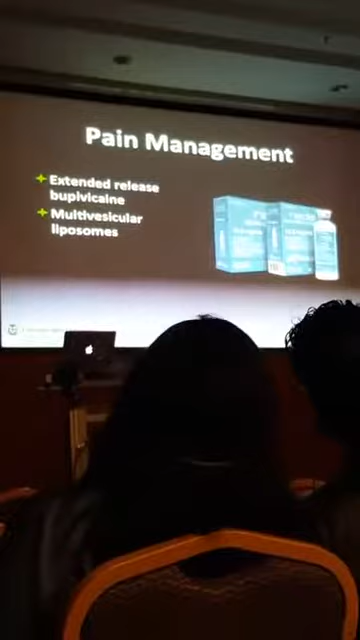 Pain Management
Extended release
bupivicaine
Multivesicular
liposomes